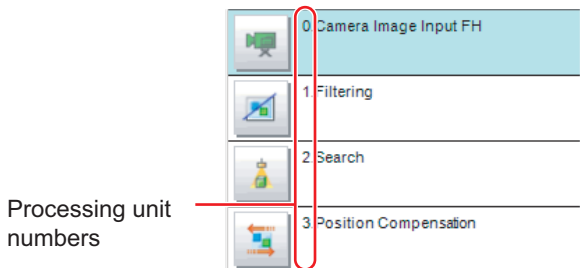 0.Camera Image Input FH
1.Filtering
2.Search
3.Position Compensation
Processing unit
numbers